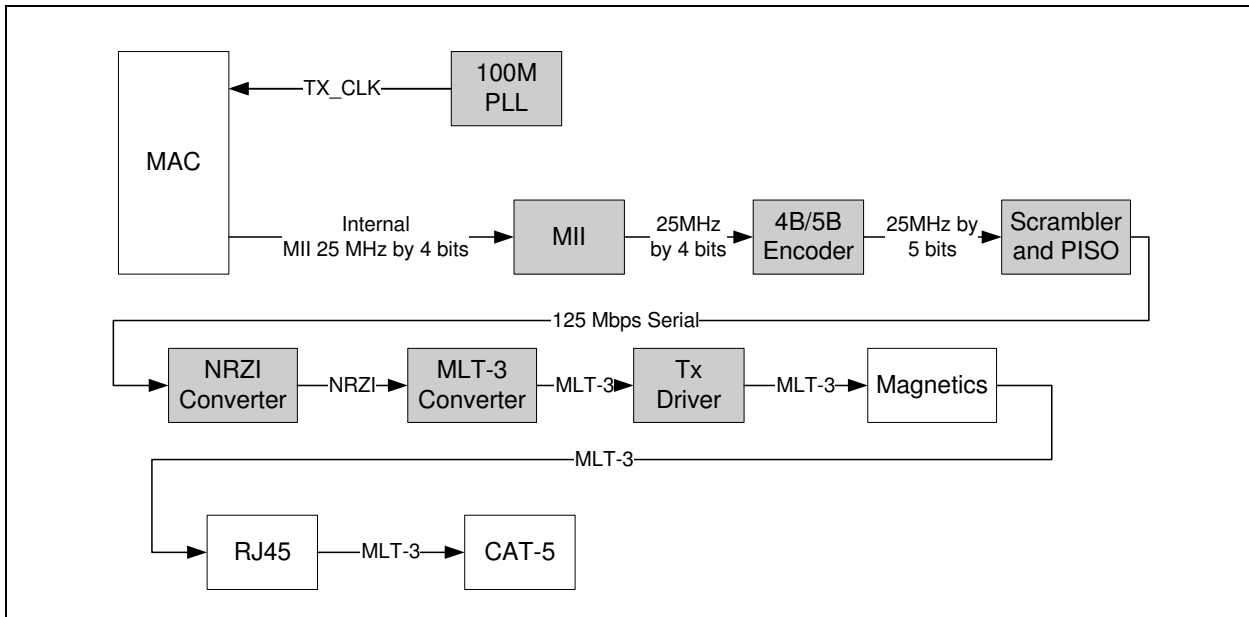 100M
PLL
TX_CLK
MAC
Internal
MII 25 MHz by 4 bits
MII
25MHz
by 4 bits
4B/5B
Encoder
25MHz by
5 bits
Scrambler
and PISO
125 Mbps Serial
NRZI
Converter
NRZI
MLT-3
Converter
MLT-3
Tx
Driver
MLT-3
Magnetics
MLT-3
RJ45
MLT-3
CAT-5